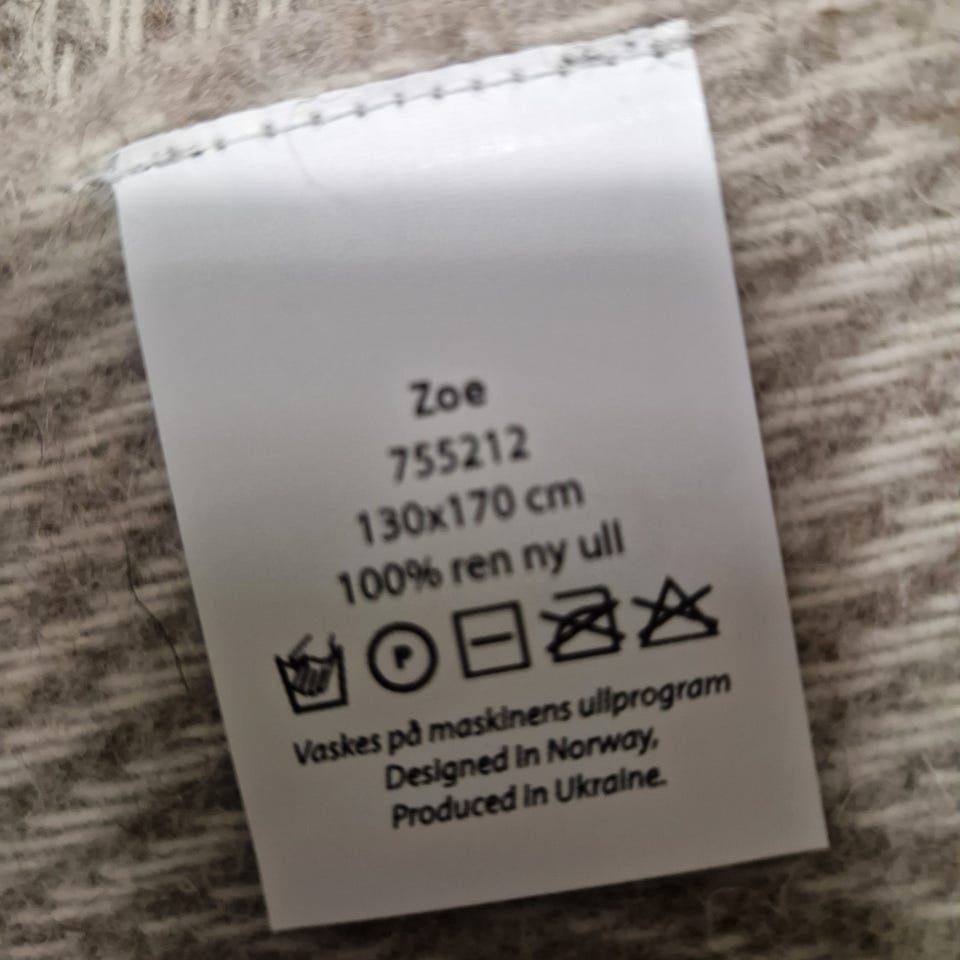 Zoe
755212
130x170 cm
100% ren ny ull
P
Vaskes på maskinens ullprogram
Designed in Norway,
Produced in Ukraine.